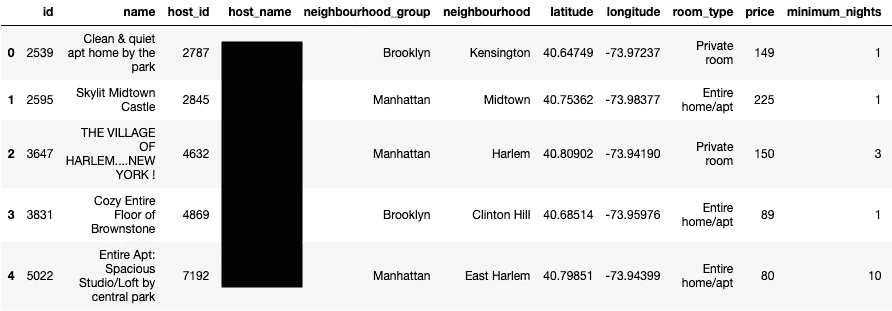 id name host_id host_name neighbourhood_group neighbourhood latitude longitude room_type price minimum_nights
0 2539 Clean & quiet apt home by the park 2787 Brooklyn Kensington 40.64749 -73.97237 Private room 149 1
1 2595 Skylit Midtown Castle 2845 Manhattan Midtown 40.75362 -73.98377 Entire home/apt 225 1
2 3647 THE VILLAGE OF HARLEM....NEW YORK ! 4632 Manhattan Harlem 40.80902 -73.94190 Private room 150 3
3 3831 Cozy Entire Floor of Brownstone 4869 Brooklyn Clinton Hill 40.68514 -73.95976 Entire home/apt 89 1
4 5022 Entire Apt: Spacious Studio/Loft by central park 7192 Manhattan East Harlem 40.79851 -73.94399 Entire home/apt 80 10